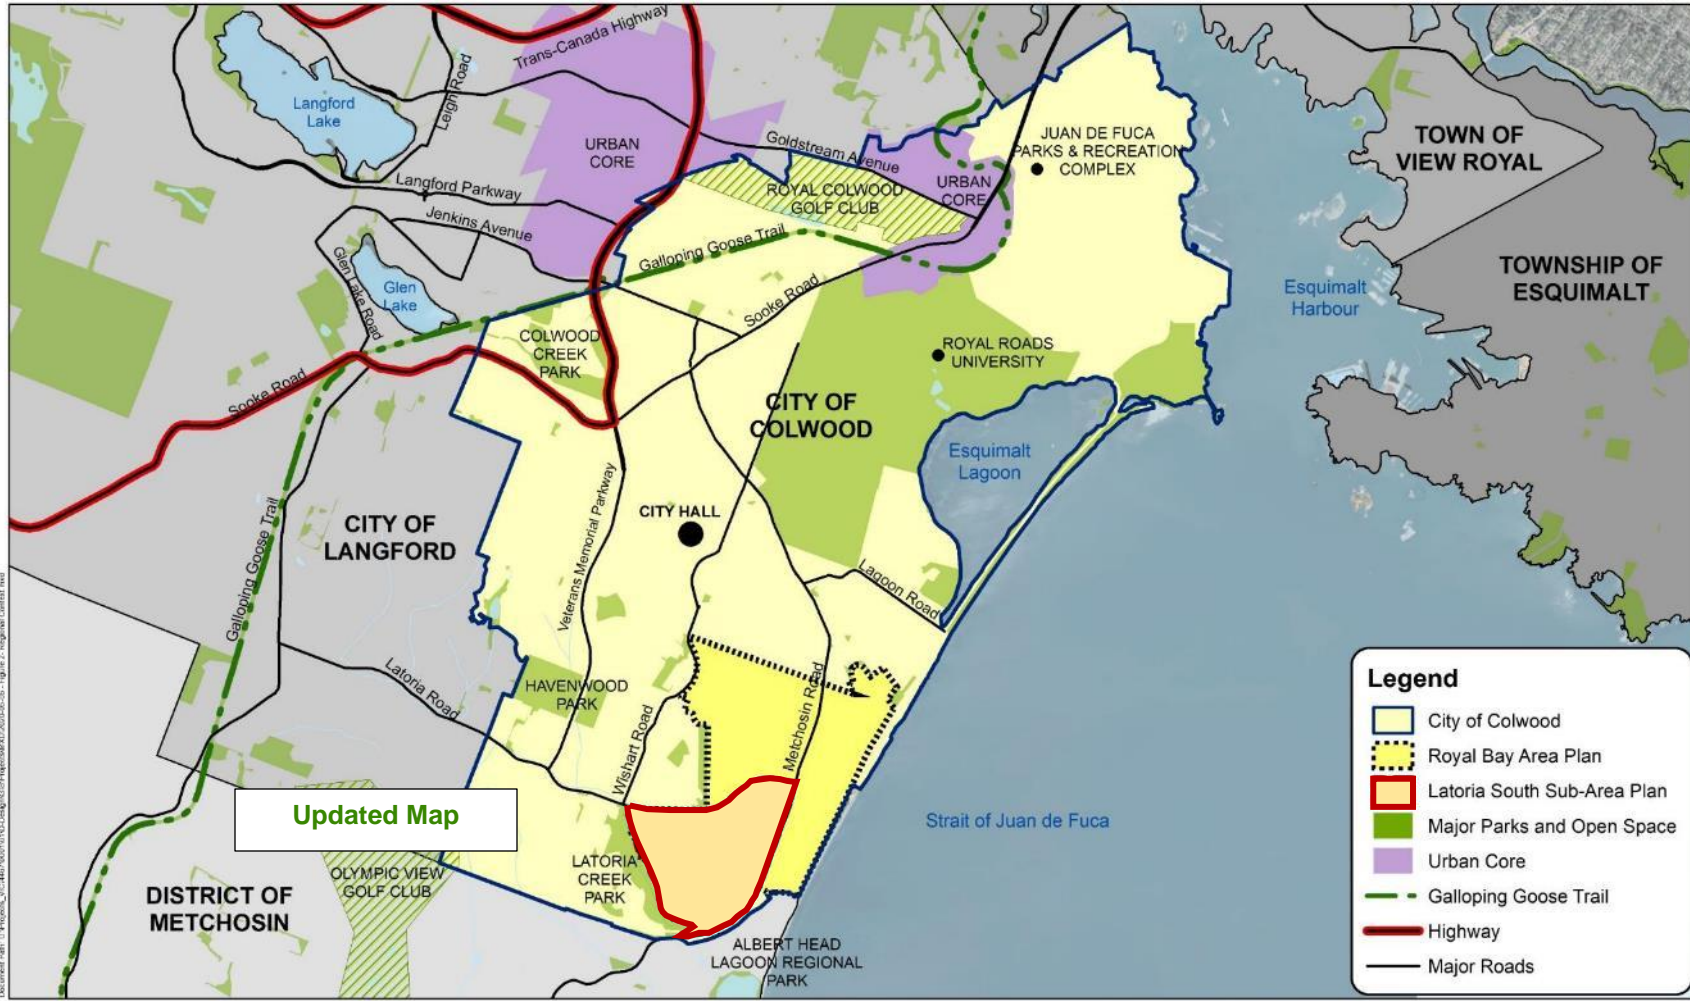 Trans-Canada Highway
Leigh Road
Langford
Lake
URBAN
CORE
Goldstream Avenue
JUAN DE FUCA
PARKS & RECREATION
COMPLEX
TOWN OF
VIEW ROYAL
Langford Parkway
ROYAL COLWOOD
GOLF CLUB
URBAN
CORE
Jenkins Avenue
Galloping Goose Trail
Glen Lake Road
Glen
Lake
TOWNSHIP OF
ESQUIMALT
Esquimalt
Harbour
Sooke Road
COLWOOD
CREEK
PARK
ROYAL ROADS
UNIVERSITY
Sooke Road
CITY OF
COLWOOD
Esquimalt
Lagoon
CITY OF
LANGFORD
CITY HALL
Veterans Memorial Parkway
Galloping Goose Trail
Lagoon Road
Latoria Road
HAVENWOOD
PARK
Wishart Road
Metchosin Road
Updated Map
Strait of Juan de Fuca
LATORIA
CREEK
PARK
OLYMPIC VIEW
GOLF CLUB
DISTRICT OF
METCHOSIN
ALBERT HEAD
LAGOON REGIONAL
PARK
Legend
City of Colwood
Royal Bay Area Plan
Latoria South Sub-Area Plan
Major Parks and Open Space
Urban Core
Galloping Goose Trail
Highway
Major Roads